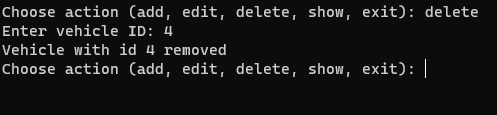 Choose action (add, edit, delete, show, exit): delete
Enter vehicle ID: 4
Vehicle with id 4 removed
Choose action (add, edit, delete, show, exit):